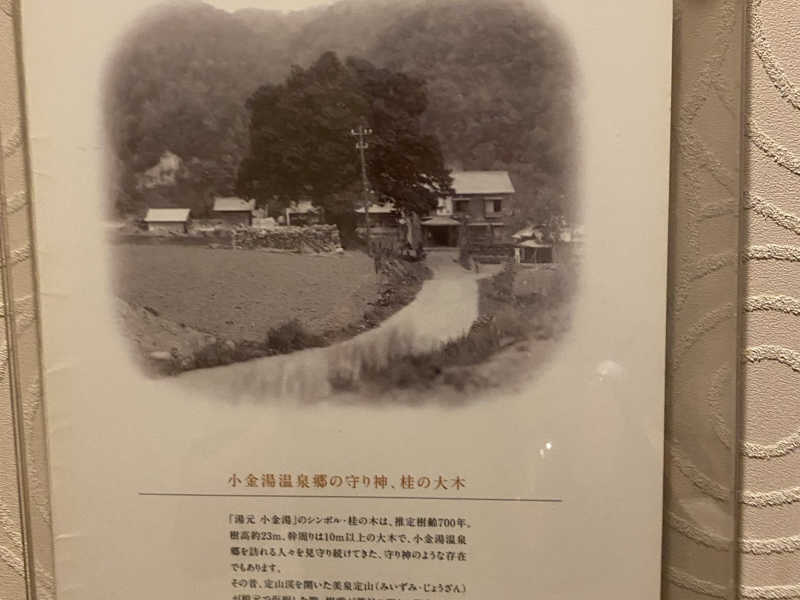 小金湯温泉郷の守り神、桂の大木
「湯元 小金湯」のシンボル・桂の木は、推定樹齢700年、
樹高約23m、幹周りは10m以上の大木で、小金湯温泉
郷を訪れる人々を見守り続けてきた、守り神のような存在
でもあります。
その昔、定山渓を開いた美泉定山（みいずみ・じょうざん）